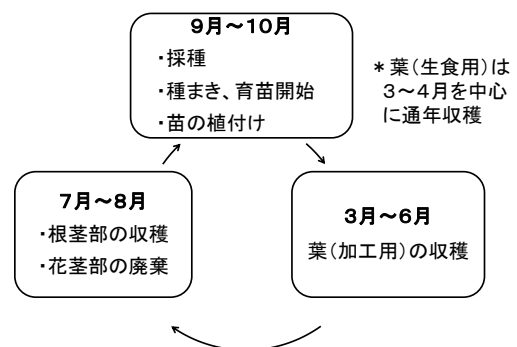 9月～10月
・採種
・種まき、育苗開始
・苗の植付け
＊葉（生食用）は
3～4月を中心
に通年収穫
7月～8月
・根茎部の収穫
・花茎部の廃棄
3月～6月
葉（加工用）の収穫